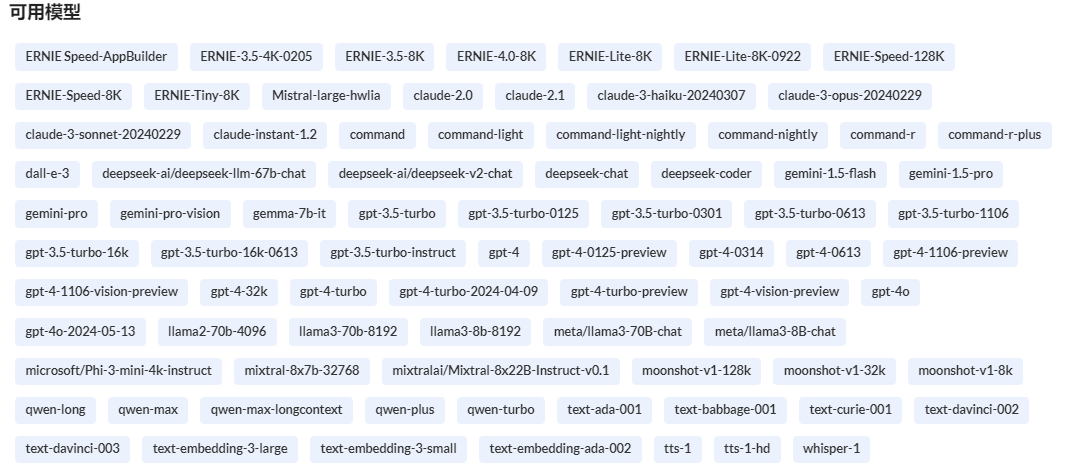 可用模型
ERNIE Speed-AppBuilder ERNIE-3.5-4K-0205 ERNIE-3.5-8K ERNIE-4.0-8K ERNIE-Lite-8K ERNIE-Lite-8K-0922 ERNIE-Speed-128K
ERNIE-Speed-8K ERNIE-Tiny-8K Mistral-large-hwlia claude-2.0 claude-2.1 claude-3-haiku-20240307 claude-3-opus-20240229
claude-3-sonnet-20240229 claude-instant-1.2 command command-light command-light-nightly command-nightly command-r command-r-plus
dall-e-3 deepseek-ai/deepseek-llm-67b-chat deepseek-ai/deepseek-v2-chat deepseek-chat deepseek-coder gemini-1.5-flash gemini-1.5-pro
gemini-pro gemini-pro-vision gemma-7b-it gpt-3.5-turbo gpt-3.5-turbo-0125 gpt-3.5-turbo-0301 gpt-3.5-turbo-0613 gpt-3.5-turbo-1106
gpt-3.5-turbo-16k gpt-3.5-turbo-16k-0613 gpt-3.5-turbo-instruct gpt-4 gpt-4-0125-preview gpt-4-0314 gpt-4-0613 gpt-4-1106-preview
gpt-4-1106-vision-preview gpt-4-32k gpt-4-turbo gpt-4-turbo-2024-04-09 gpt-4-turbo-preview gpt-4-vision-preview gpt-4o
gpt-4o-2024-05-13 llama2-70b-4096 llama3-70b-8192 llama3-8b-8192 meta/llama3-70B-chat meta/llama3-8B-chat
microsoft/Phi-3-mini-4k-instruct mixtral-8x7b-32768 mixtralai/Mixtral-8x22B-Instruct-v0.1 moonshot-v1-128k moonshot-v1-32k moonshot-v1-8k
qwen-long qwen-max qwen-max-longcontext qwen-plus qwen-turbo text-ada-001 text-babbage-001 text-curie-001 text-davinci-002
text-davinci-003 text-embedding-3-large text-embedding-3-small text-embedding-ada-002 tts-1 tts-1-hd whisper-1